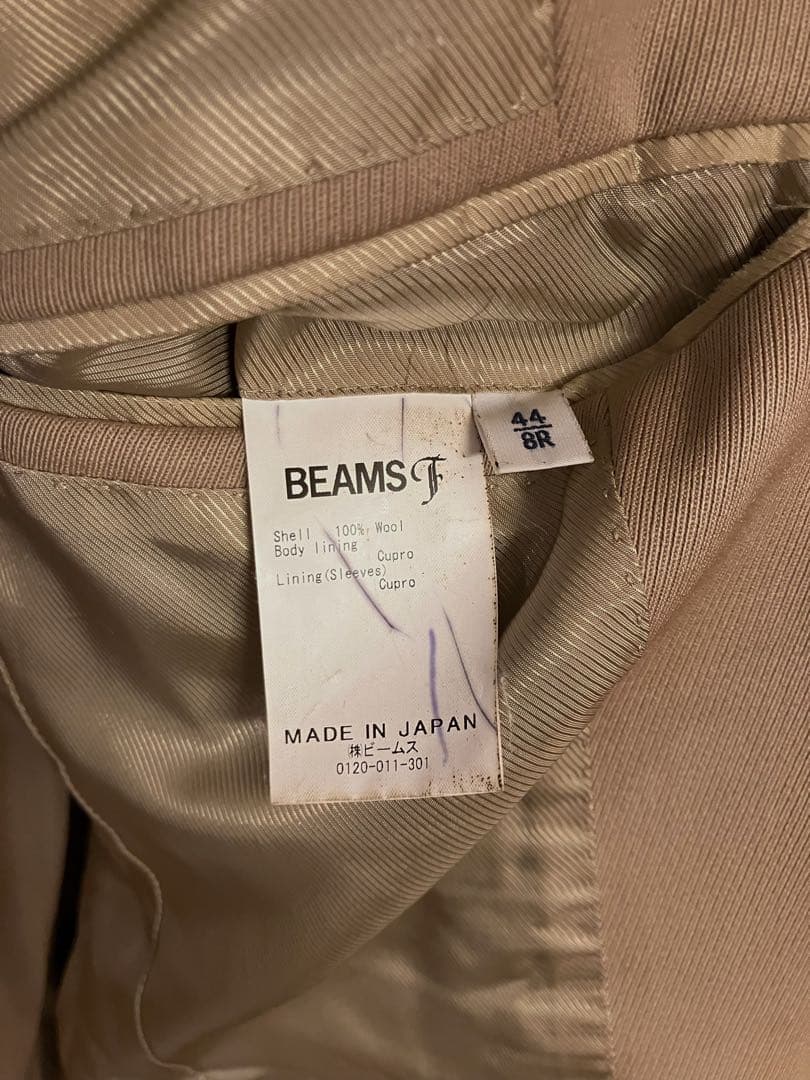 44
8R
BEAMS F
Shell 100% Wool
Body lining
Cupro
Lining(Sleeves)
Cupro
MADE IN JAPAN
㈱ビームス
0120-011-301